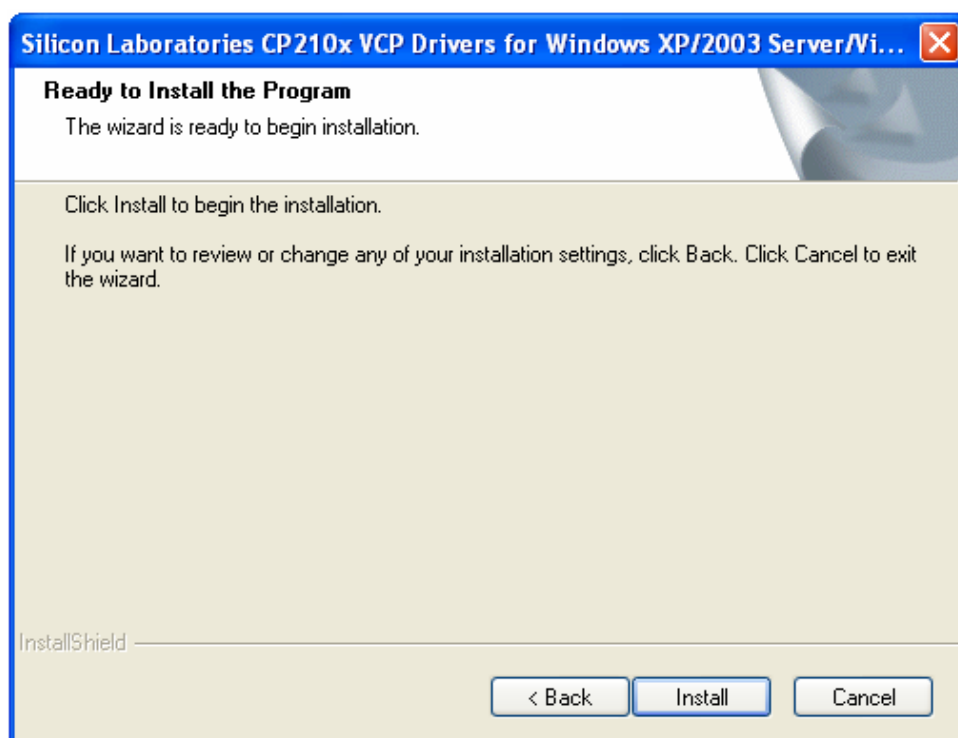 Silicon Laboratories CP210x VCP Drivers for Windows XP/2003 Server/Vi...
Ready to Install the Program
The wizard is ready to begin installation.
Click Install to begin the installation.
If you want to review or change any of your installation settings, click Back. Click Cancel to exit
the wizard.
InstallShield
< Back
Install
Cancel